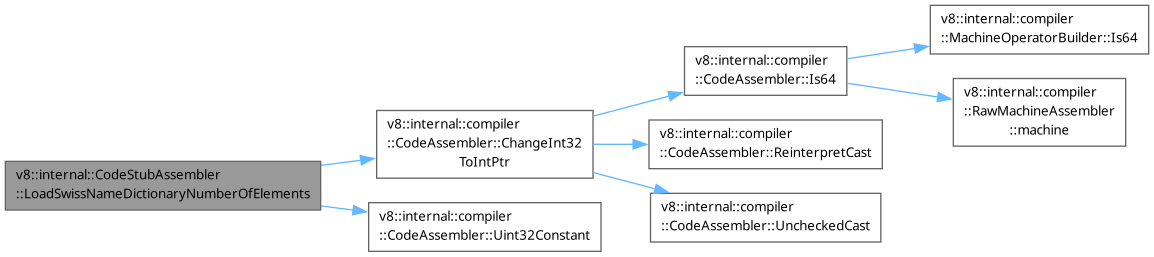 v8::internal::CodeStubAssembler
::LoadSwissNameDictionaryNumberOfElements
v8::internal::compiler
::CodeAssembler::ChangeInt32
ToIntPtr
v8::internal::compiler
::CodeAssembler::Uint32Constant
v8::internal::compiler
::CodeAssembler::Is64
v8::internal::compiler
::CodeAssembler::ReinterpretCast
v8::internal::compiler
::CodeAssembler::UncheckedCast
v8::internal::compiler
::MachineOperatorBuilder::Is64
v8::internal::compiler
::RawMachineAssembler
::machine